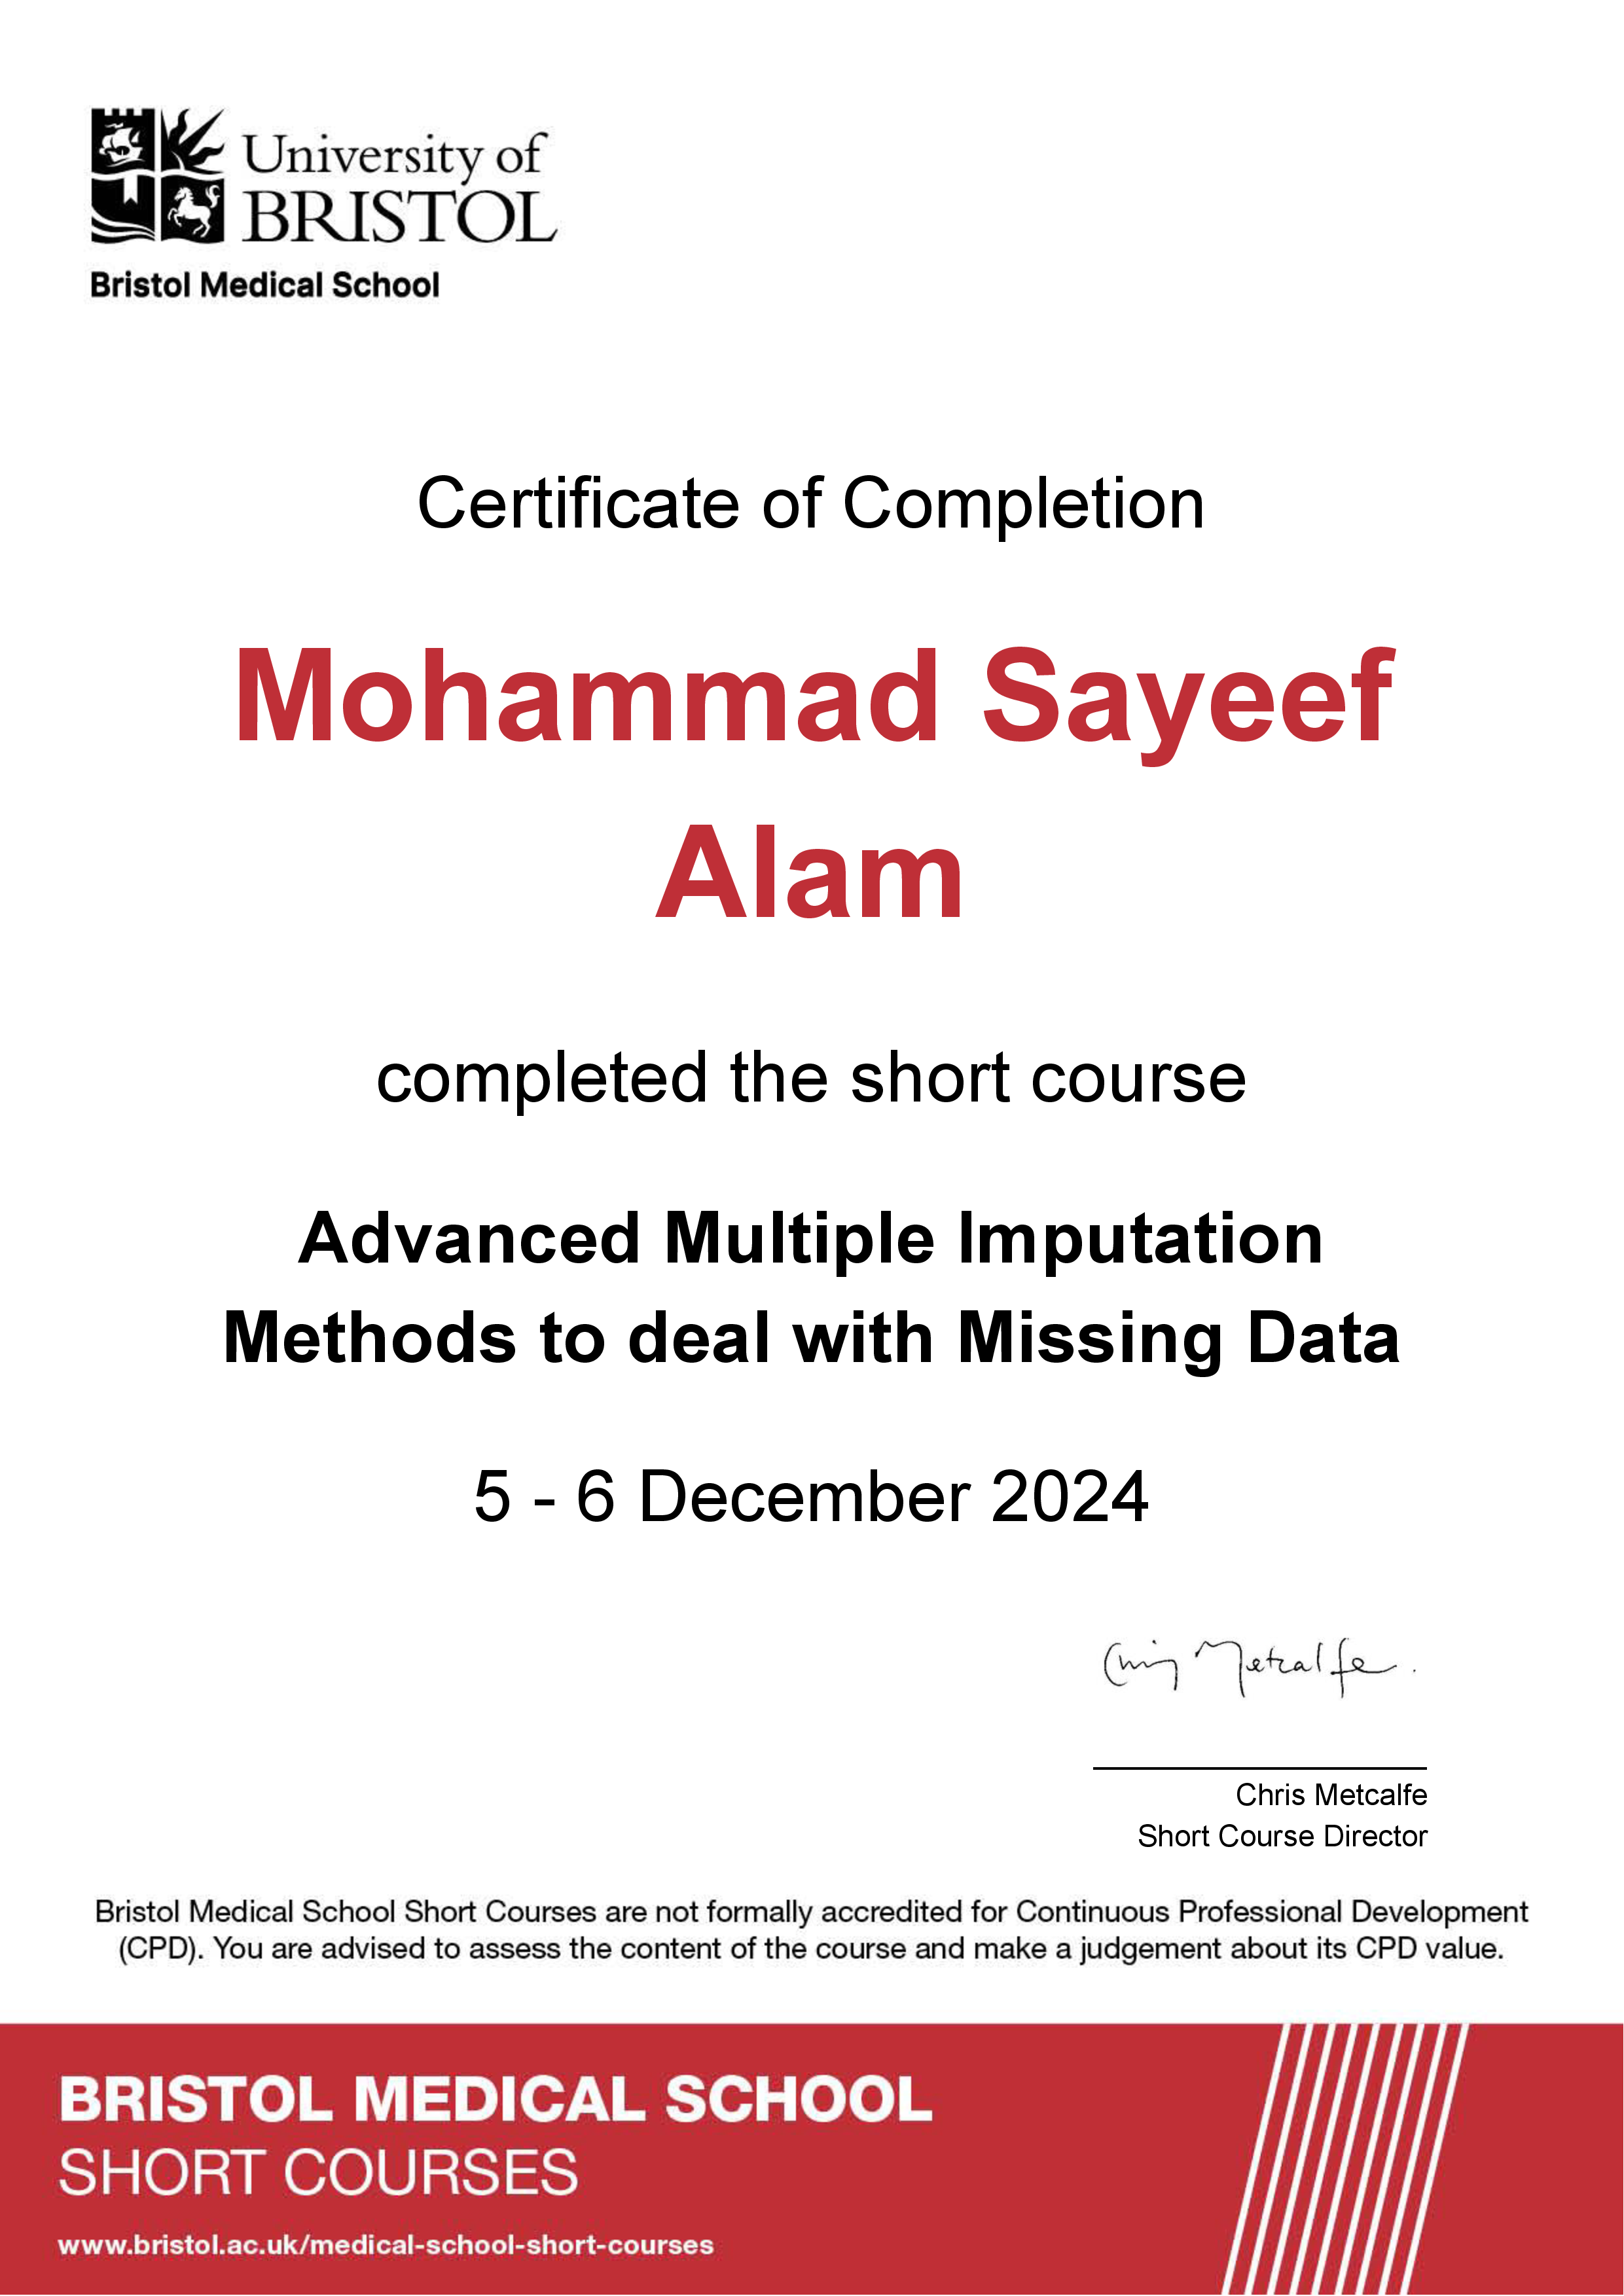 University of
BRISTOL
Bristol Medical School
Certificate of Completion
Mohammad Sayeef
Alam
completed the short course
Advanced Multiple Imputation
Methods to deal with Missing Data
5 - 6 December 2024
Chris Metcalfe.
Chris Metcalfe
Short Course Director
Bristol Medical School Short Courses are not formally accredited for Continuous Professional Development
(CPD). You are advised to assess the content of the course and make a judgement about its CPD value.
BRISTOL MEDICAL SCHOOL
SHORT COURSES
www.bristol.ac.uk/medical-school-short-courses